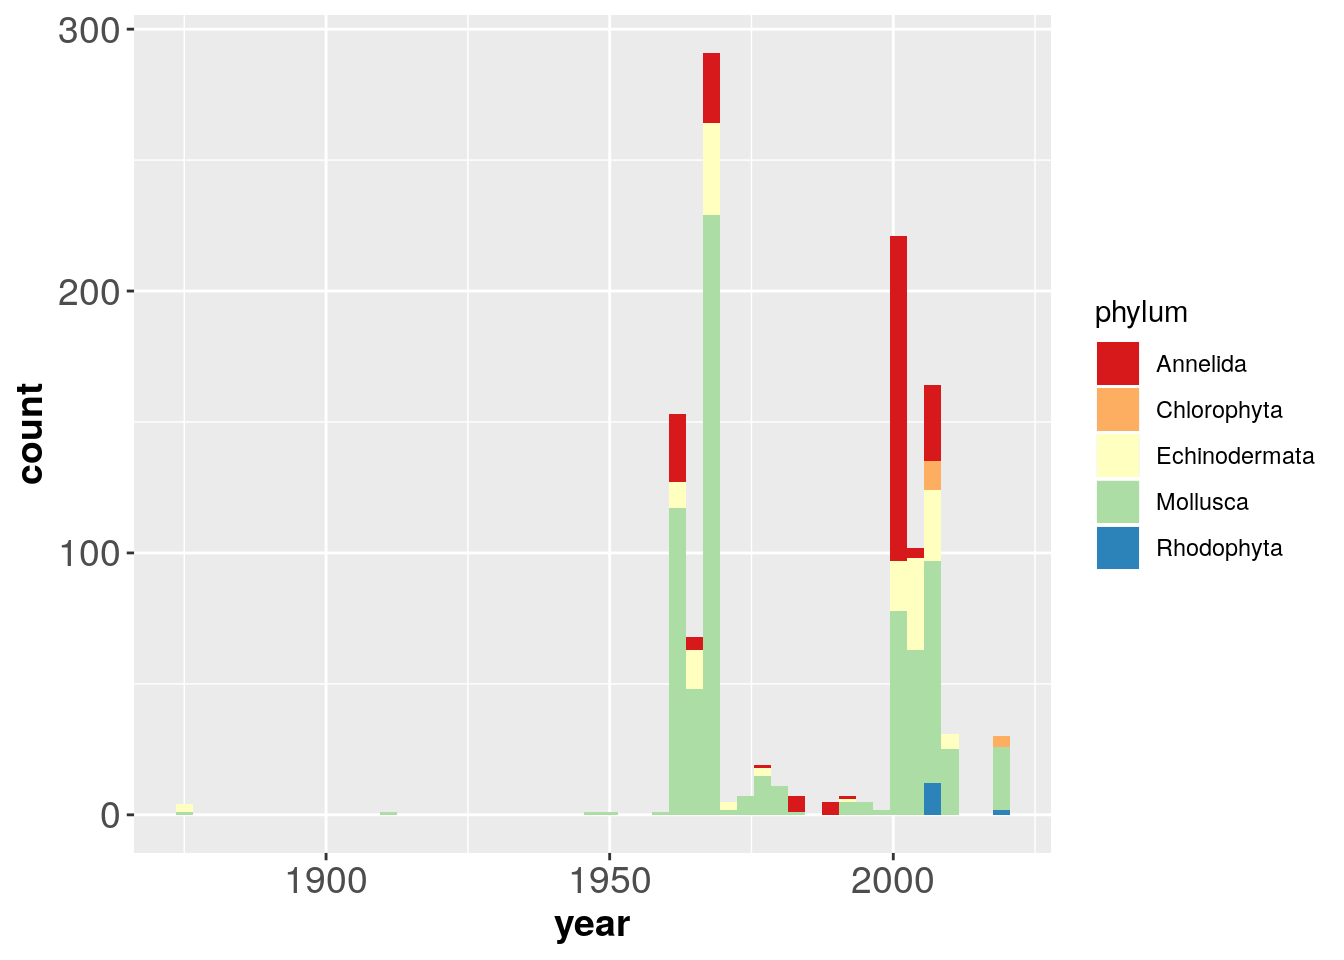 300
200
100
0
count
1900
1950
2000
year
phylum
Annelida
Chlorophyta
Echinodermata
Mollusca
Rhodophyta